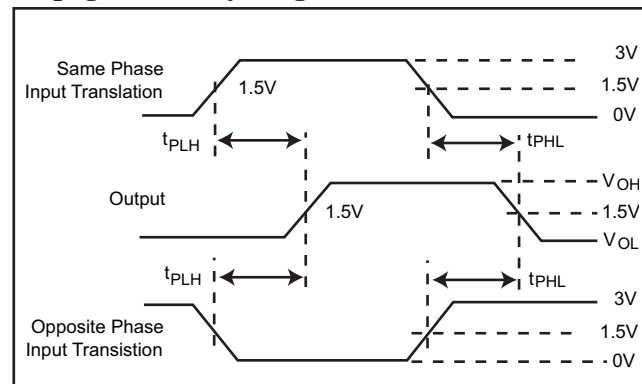 Same Phase
Input Translation
3V
1.5V
1.5V
0V
tPLH
tPHL
Output
VOH
1.5V
1.5V
VOL
tPLH
tPHL
3V
Opposite Phase
Input Transistion
1.5V
0V